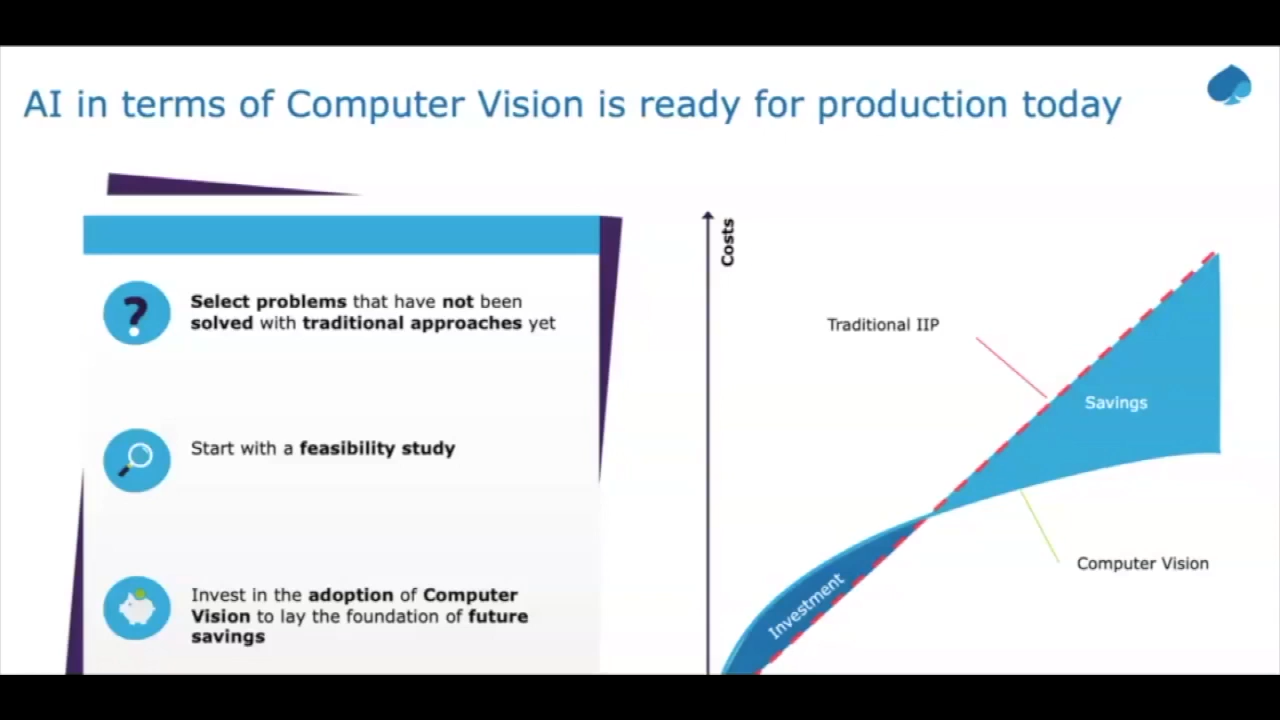 AI in terms of Computer Vision is ready for production today
Select problems that have not been
solved with traditional approaches yet
Start with a feasibility study
Invest in the adoption of Computer
Vision to lay the foundation of future
savings
Costs
Traditional IIP
Savings
Computer Vision
Investment